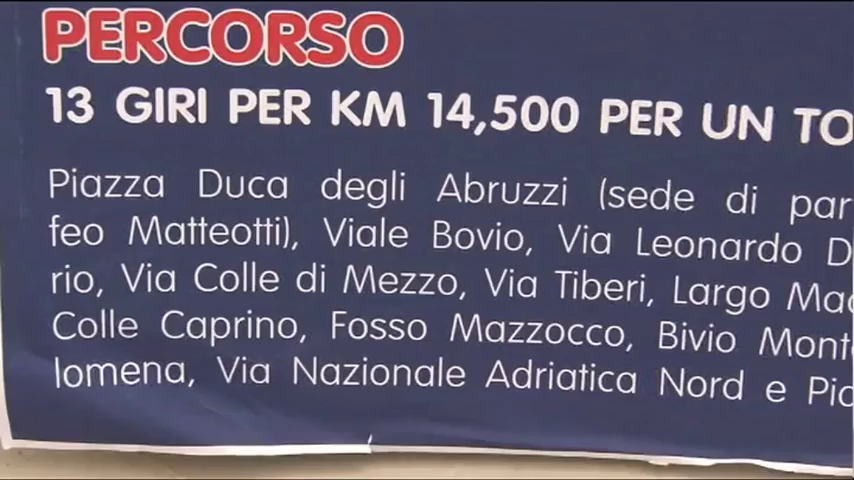 PERCORSO
13 GIRI PER KM 14,500 PER UN TO
Piazza Duca degli Abruzzi (sede di par
feo Matteotti), Viale Bovio, Via Leonardo D
rio, Via Colle di Mezzo, Via Tiberi, Largo Mad
Colle Caprino, Fosso Mazzocco, Bivio Monte
lomena, Via Nazionale Adriatica Nord e Pia